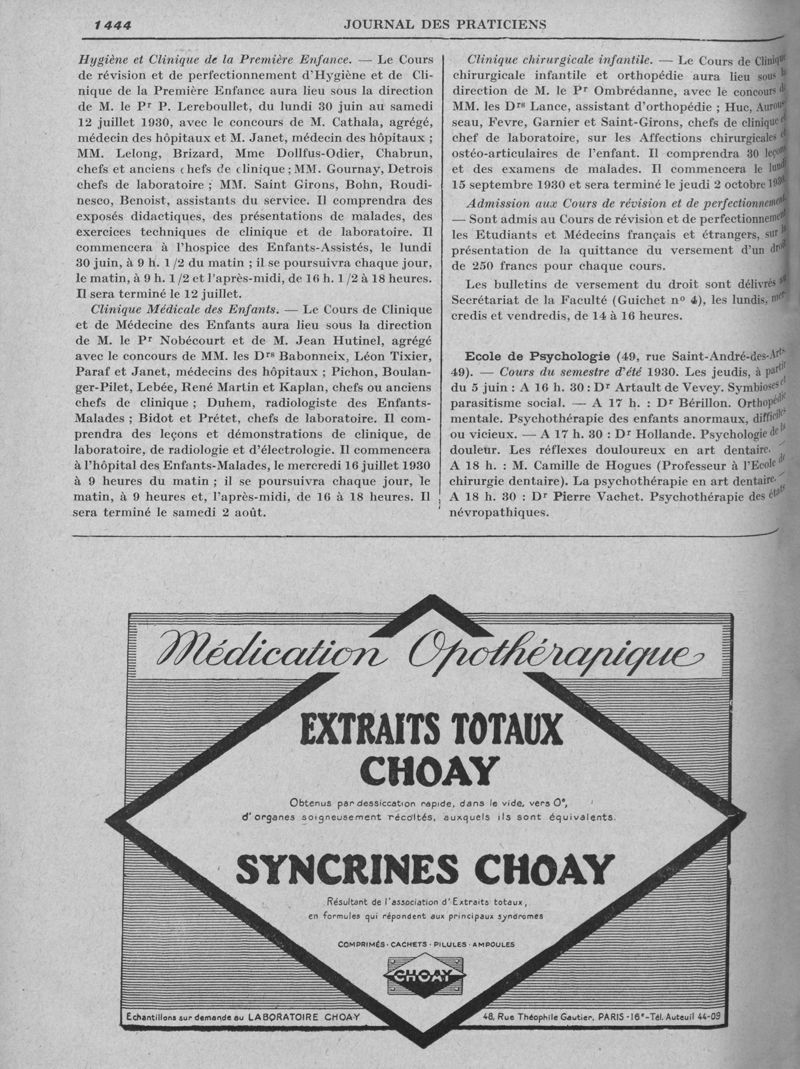 1444
JOURNAL DES PRATICIENS
Hygiène et Clinique de la Première Enfance. — Le Cours
de révision et de perfectionnement d'Hygiène et de Cli-
nique de la Première Enfance aura lieu sous la direction
de M. le Pr P. Lereboullet, du lundi 30 juin au samedi
12 juillet 1930, avec le concours de M. Cathala, agrégé,
médecin des hôpitaux et M. Janet, médecin des hôpitaux ;
MM. Lelong, Brizard, Mme Dollfus-Odier, Chabrun,
chefs et anciens chefs de clinique ; MM. Gournay, Detrois
chefs de laboratoire ; MM. Saint Girons, Bohn, Roudi-
nesco, Benoist, assistants du service. Il comprendra des
exposés didactiques, des présentations de malades, des
exercices techniques de clinique et de laboratoire. Il
commencera à l'hospice des Enfants-Assistés, le lundi
30 juin, à 9 h. 1/2 du matin ; il se poursuivra chaque jour,
le matin, à 9 h. 1/2 et l'après-midi, de 16 h. 1/2 à 18 heures.
Il sera terminé le 12 juillet.
Clinique Médicale des Enfants. — Le Cours de Clinique
et de Médecine des Enfants aura lieu sous la direction
de M. le Pr Nobécourt et de M. Jean Hutinel, agrégé
avec le concours de MM. les Drs Babonneix, Léon Tixier,
Paraf et Janet, médecins des hôpitaux ; Pichon, Boulan-
ger-Pilet, Lebée, René Martin et Kaplan, chefs ou anciens
chefs de clinique ; Duhem, radiologiste des Enfants-
Malades ; Bidot et Prétet, chefs de laboratoire. Il com-
prendra des leçons et démonstrations de clinique, de
laboratoire, de radiologie et d'électrologie. Il commencera
à l'hôpital des Enfants-Malades, le mercredi 16 juillet 1930
à 9 heures du matin ; il se poursuivra chaque jour, le
matin, à 9 heures et, l'après-midi, de 16 à 18 heures. Il
sera terminé le samedi 2 août.
Clinique chirurgicale infantile. — Le Cours de Clinique
chirurgicale infantile et orthopédie aura lieu sous la
direction de M. le Pr Ombrédanne, avec le concours de
MM. les Drs Lance, assistant d'orthopédie ; Huc, Aurous-
seau, Fevre, Garnier et Saint-Girons, chefs de clinique et
chef de laboratoire, sur les Affections chirurgicales et
ostéo-articulaires de l'enfant. Il comprendra 30 leçons
et des examens de malades. Il commencera le lundi
15 septembre 1930 et sera terminé le jeudi 2 octobre 1930
Admission aux Cours de révision et de perfectionnement
— Sont admis au Cours de révision et de perfectionnement
les Etudiants et Médecins français et étrangers, sur la
présentation de la quittance du versement d'un droit
de 250 francs pour chaque cours.
Les bulletins de versement du droit sont délivrés au
Secrétariat de la Faculté (Guichet nº 4), les lundis, mer-
credis et vendredis, de 14 à 16 heures.
Ecole de Psychologie (49, rue Saint-André-des-Arts
49). — Cours du semestre d'été 1930. Les jeudis, à partir
du 5 juin : A 16 h. 30 : Dr Artault de Vevey. Symbioses et
parasitisme social. — A 17 h. : Dr Bérillon. Orthopédie
mentale. Psychothérapie des enfants anormaux, difficiles
ou vicieux. — A 17 h. 30 : Dr Hollande. Psychologie de la
douleur. Les réflexes douloureux en art dentaire. —
A 18 h. : M. Camille de Hogues (Professeur à l'Ecole de
chirurgie dentaire). La psychothérapie en art dentaire. —
A 18 h. 30 : Dr Pierre Vachet. Psychothérapie des états
névropathiques.
Médication Opothérapique
EXTRAITS TOTAUX
CHOAY
Obtenus par dessiccation rapide, dans le vide, vers 0°,
d'organes soigneusement récoltés, auxquels ils sont équivalents.
SYNCRINES CHOAY
Résultant de l'association d'Extraits totaux,
en formules qui répondent aux principaux syndromes
COMPRIMÉS · CACHETS · PILULES · AMPOULES
CHOAY
Echantillons sur demande au LABORATOIRE CHOAY
48, Rue Théophile Gautier, PARIS-16e-Tél. Auteuil 44-09